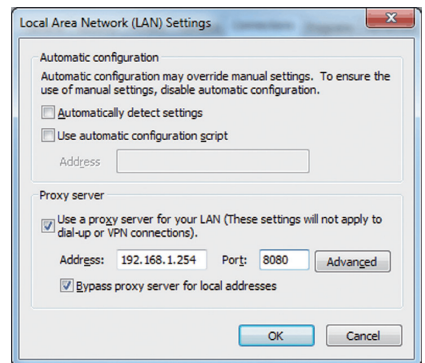 Local Area Network (LAN) Settings
Automatic configuration
Automatic configuration may override manual settings. To ensure the
use of manual settings, disable automatic configuration.
Automatically detect settings
Use automatic configuration script
Address
Proxy server
Use a proxy server for your LAN (These settings will not apply to
dial-up or VPN connections).
Address: 192.168.1.254 Port: 8080 Advanced
Bypass proxy server for local addresses
OK Cancel